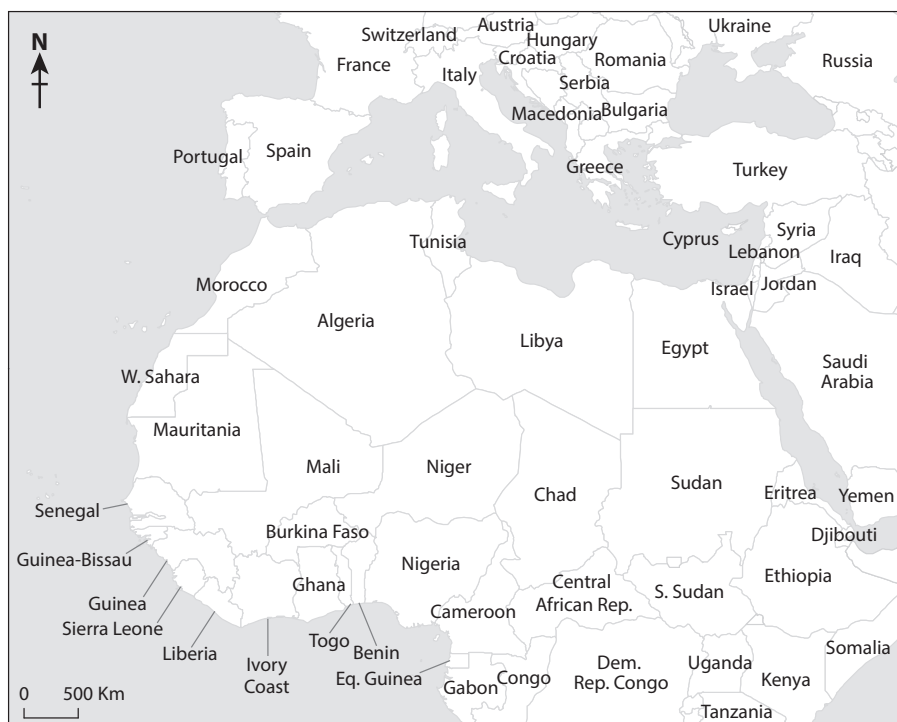 N
Austria
Ukraine
Switzerland
Hungary
France
Croatia
Romania
Russia
Italy
Serbia
Macedonia
Bulgaria
Portugal
Spain
Greece
Turkey
Tunisia
Cyprus
Syria
Lebanon
Iraq
Morocco
Israel
Jordan
Algeria
Libya
Egypt
Saudi
Arabia
W. Sahara
Mauritania
Mali
Niger
Chad
Sudan
Eritrea
Yemen
Senegal
Burkina Faso
Djibouti
Guinea-Bissau
Nigeria
Ghana
Central
African Rep.
S. Sudan
Ethiopia
Guinea
Cameroon
Sierra Leone
Togo
Benin
Somalia
Liberia
Ivory
Coast
Eq. Guinea
Gabon
Congo
Dem.
Rep. Congo
Uganda
Kenya
Tanzania
0 500 Km